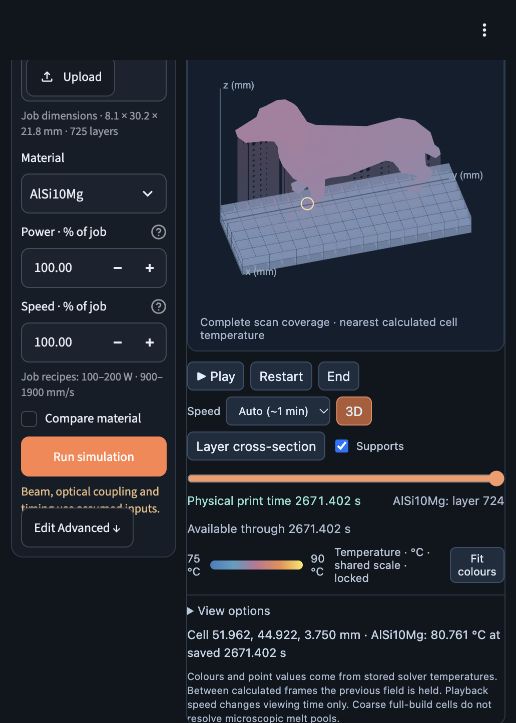 Upload
Job dimensions · 8.1 × 30.2 ×
21.8 mm · 725 layers
Material
AlSi10Mg
Power · % of job
?
100.00 − +
Speed · % of job
?
100.00 − +
Job recipes: 100–200 W · 900–
1900 mm/s
Compare material
Run simulation
Beam, optical coupling and
timing use assumed inputs.
Edit Advanced ↓
z (mm)
y (mm)
x (mm)
Complete scan coverage · nearest calculated cell
temperature
Play
Restart
End
Speed
Auto (~1 min)
3D
Layer cross-section
Supports
Physical print time 2671.402 s
AlSi10Mg: layer 724
Available through 2671.402 s
75
°C
90
°C
Temperature · °C ·
shared scale ·
locked
Fit
colours
View options
Cell 51.962, 44.922, 3.750 mm · AlSi10Mg: 80.761 °C at
saved 2671.402 s
Colours and point values come from stored solver temperatures.
Between calculated frames the previous field is held. Playback
speed changes viewing time only. Coarse full-build cells do not
resolve microscopic melt pools.